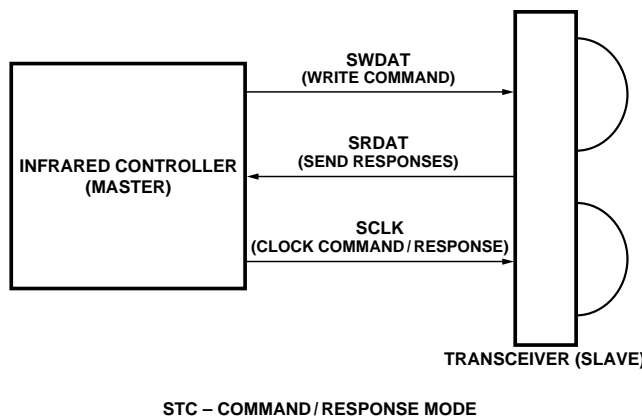 SWDAT
(WRITE COMMAND)
SRDAT
(SEND RESPONSES)
INFRARED CONTROLLER
(MASTER)
SCLK
(CLOCK COMMAND/RESPONSE)
TRANSCEIVER (SLAVE)
STC – COMMAND/RESPONSE MODE